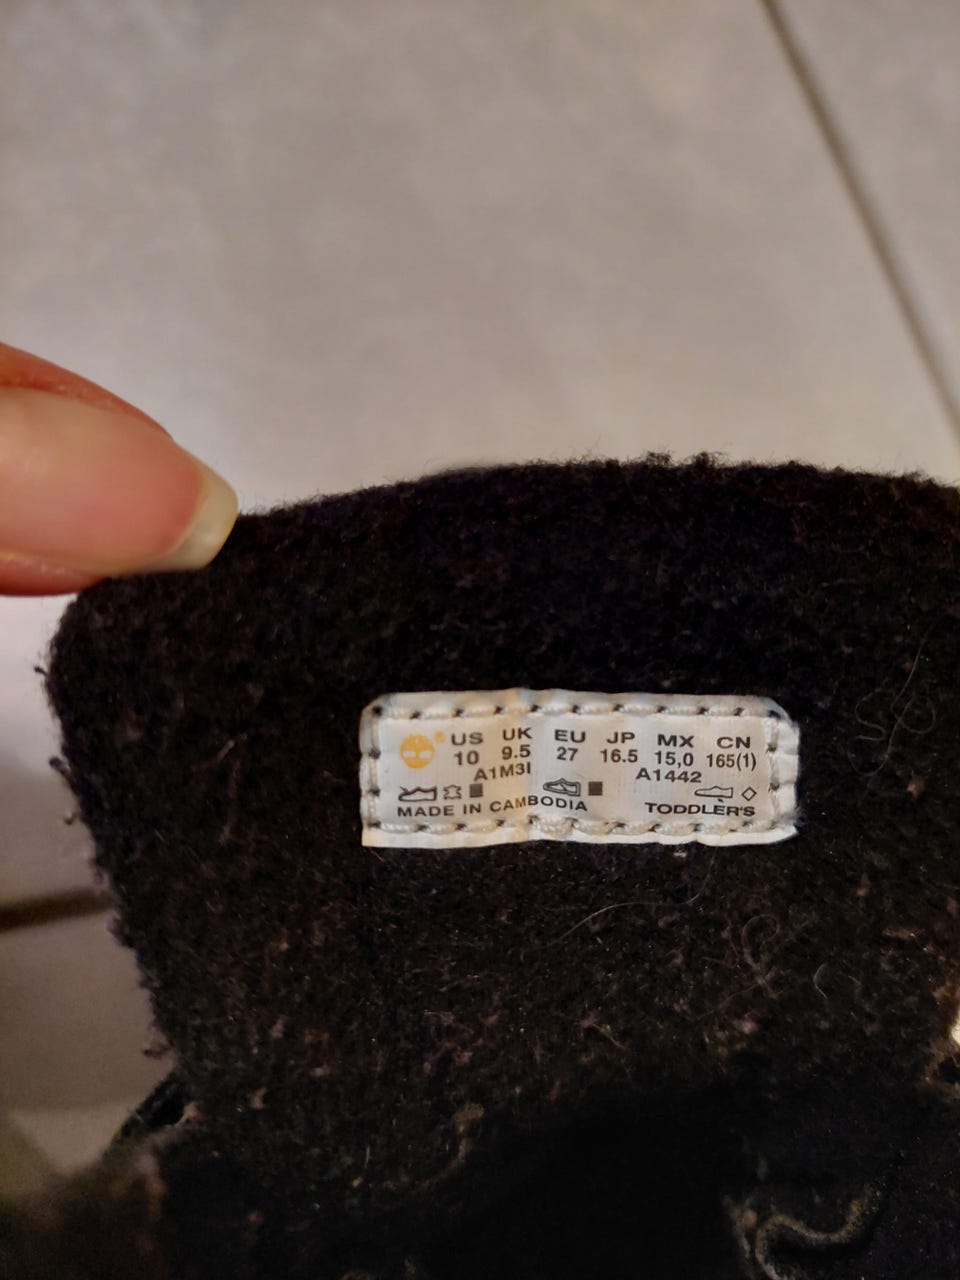 US UK EU JP MX CN
10 9.5 27 16.5 15,0 165(1)
A1M3I A1442
MADE IN CAMBODIA TODDLER'S